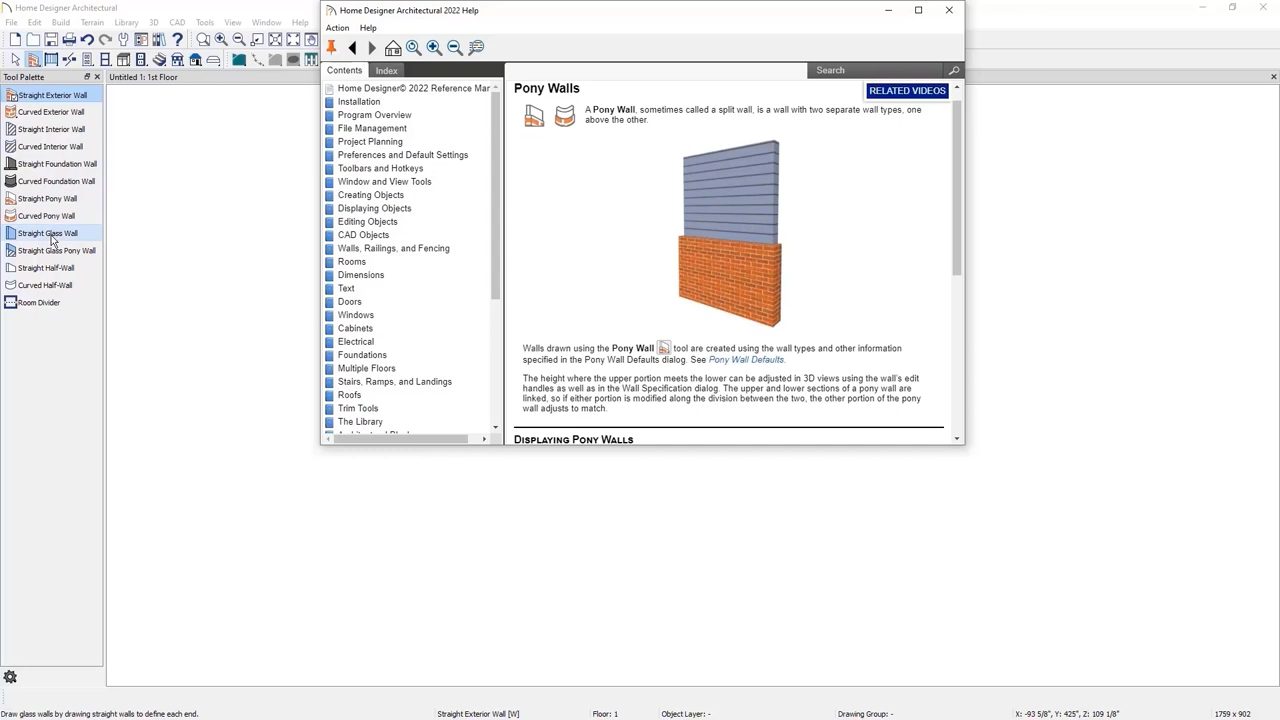 Home Designer Architectural
File Edit Build Terrain Library 3D CAD Tools View Window Help
Tool Palette
Untitled 1: 1st Floor
Straight Exterior Wall
Curved Exterior Wall
Straight Interior Wall
Curved Interior Wall
Straight Foundation Wall
Curved Foundation Wall
Straight Pony Wall
Curved Pony Wall
Straight Glass Wall
Straight Glass Pony Wall
Straight Half-Wall
Curved Half-Wall
Room Divider
Home Designer Architectural 2022 Help
Action Help
Contents Index
Search
Home Designer© 2022 Reference Mar
Installation
Program Overview
File Management
Project Planning
Preferences and Default Settings
Toolbars and Hotkeys
Window and View Tools
Creating Objects
Displaying Objects
Editing Objects
CAD Objects
Walls, Railings, and Fencing
Rooms
Dimensions
Text
Doors
Windows
Cabinets
Electrical
Foundations
Multiple Floors
Stairs, Ramps, and Landings
Roofs
Trim Tools
The Library
Pony Walls
RELATED VIDEOS
A Pony Wall, sometimes called a split wall, is a wall with two separate wall types, one
above the other.
Walls drawn using the Pony Wall tool are created using the wall types and other information
specified in the Pony Wall Defaults dialog. See Pony Wall Defaults.
The height where the upper portion meets the lower can be adjusted in 3D views using the wall's edit
handles as well as in the Wall Specification dialog. The upper and lower sections of a pony wall are
linked, so if either portion is modified along the division between the two, the other portion of the pony
wall adjusts to match.
DISPLAYING PONY WALLS
Draw glass walls by drawing straight walls to define each end.
Straight Exterior Wall [W]
Floor: 1
Object Layer: -
Drawing Group: -
X: -93 5/8", Y: 425", Z: 109 1/8"
1759 x 902